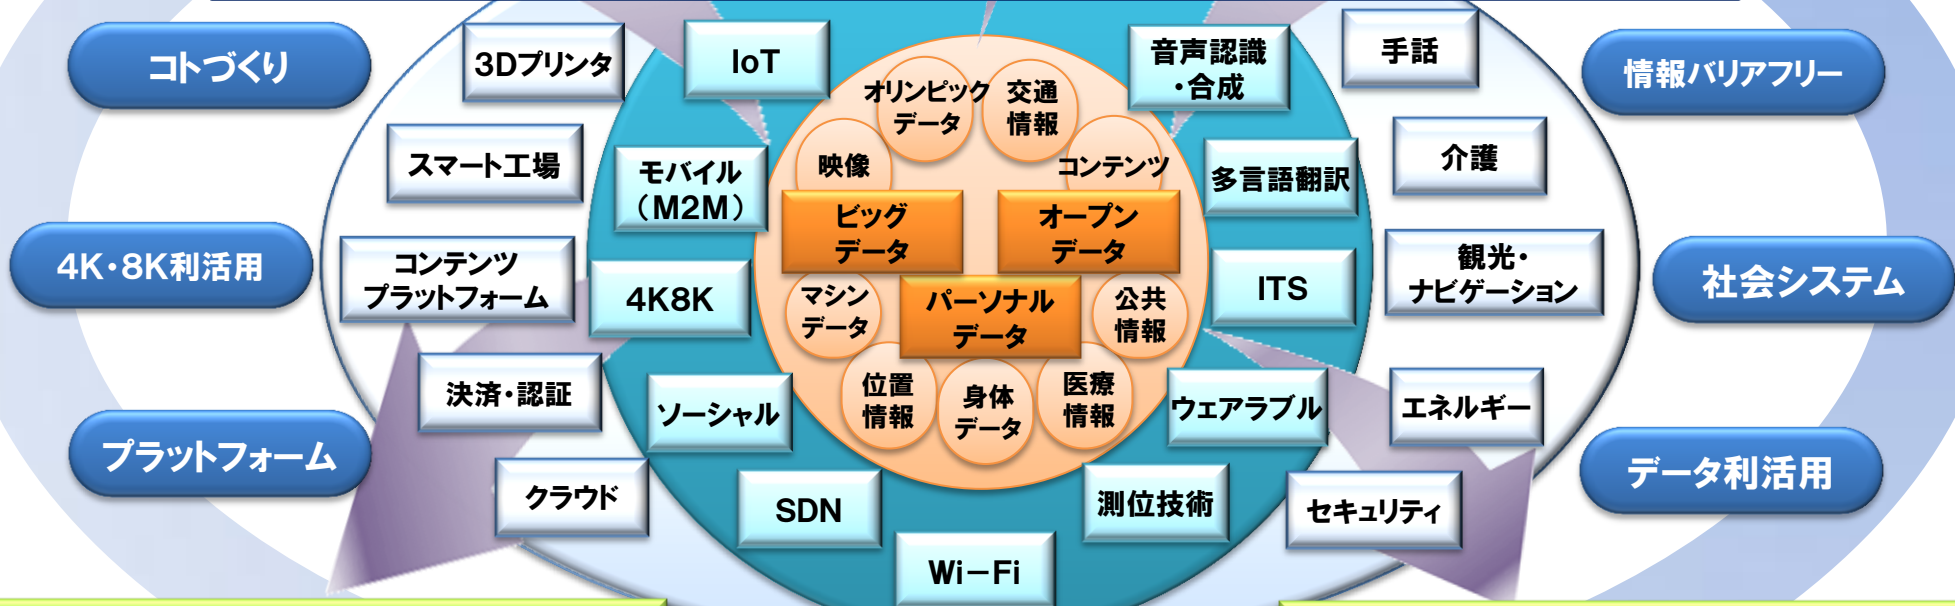 コトづくり
3Dプリンタ
IoT
オリンピック
データ
交通
情報
音声認識
・合成
手話
情報バリアフリー
スマート工場
モバイル
（M2M）
映像
コンテンツ
多言語翻訳
介護
ビッグ
データ
オープン
データ
4K・8K利活用
コンテンツ
プラットフォーム
4K8K
マシン
データ
パーソナル
データ
公共
情報
ITS
観光・
ナビゲーション
社会システム
決済・認証
ソーシャル
位置
情報
身体
データ
医療
情報
ウェアラブル
エネルギー
プラットフォーム
クラウド
SDN
Wi－Fi
測位技術
セキュリティ
データ利活用